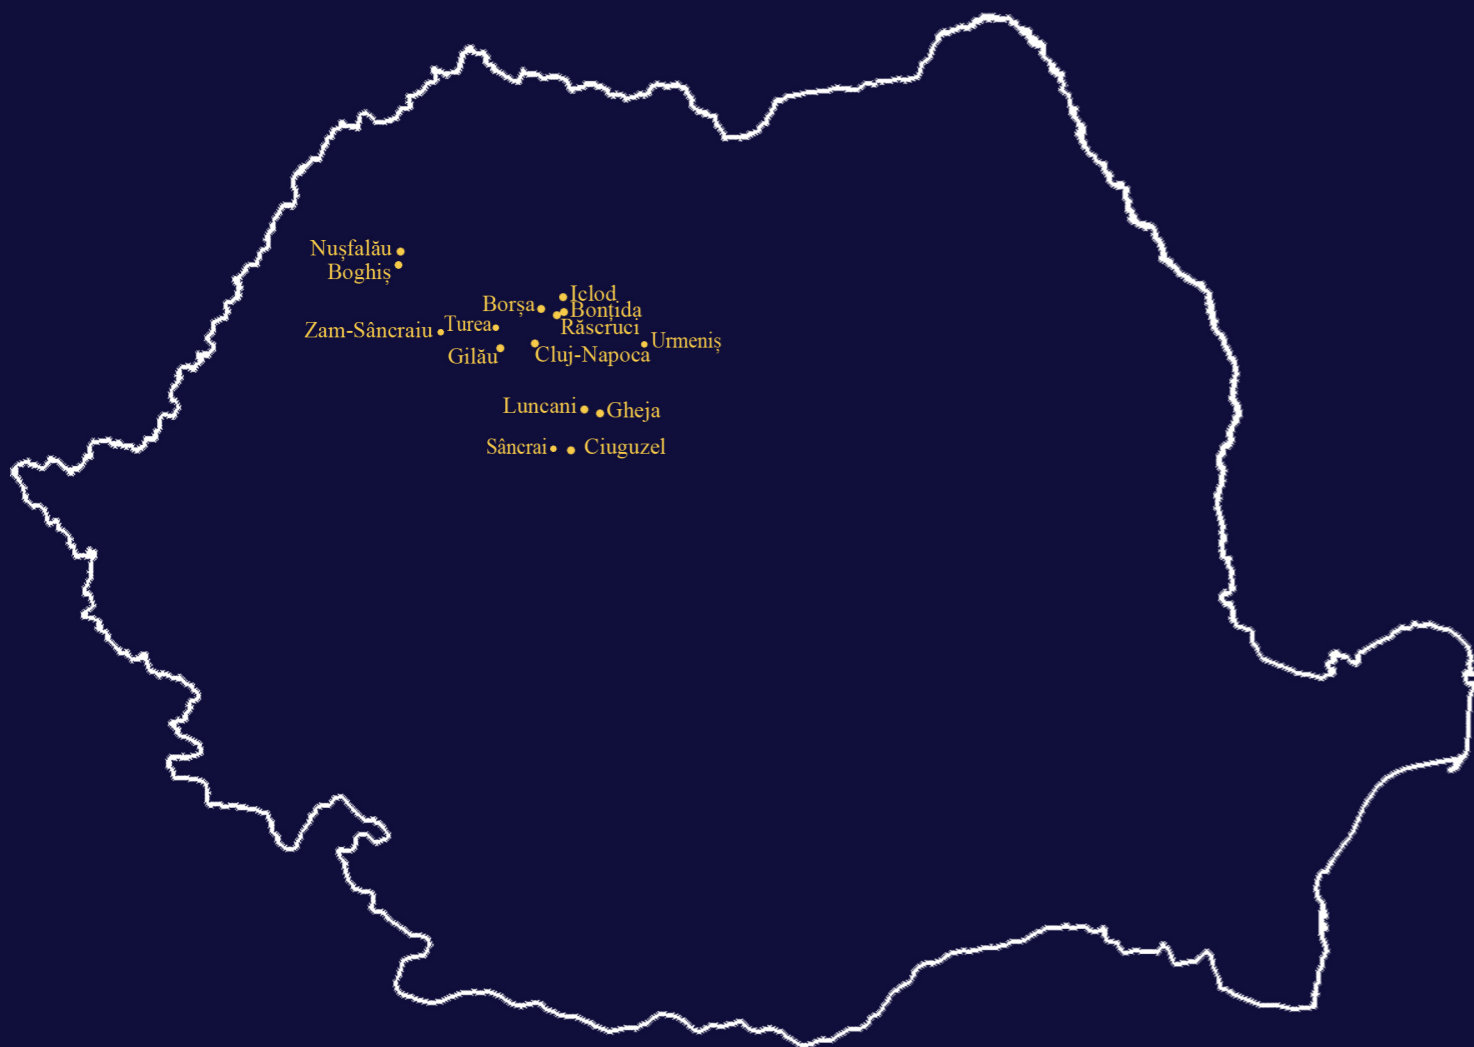 Nușfalău
Boghiș
Iclod
Borșa
Bonțida
Răscruci
Zam-Sâncraiu
Turea
Urmeniș
Gilău
Cluj-Napoca
Luncani
Gheja
Sâncrai
Ciuguzel